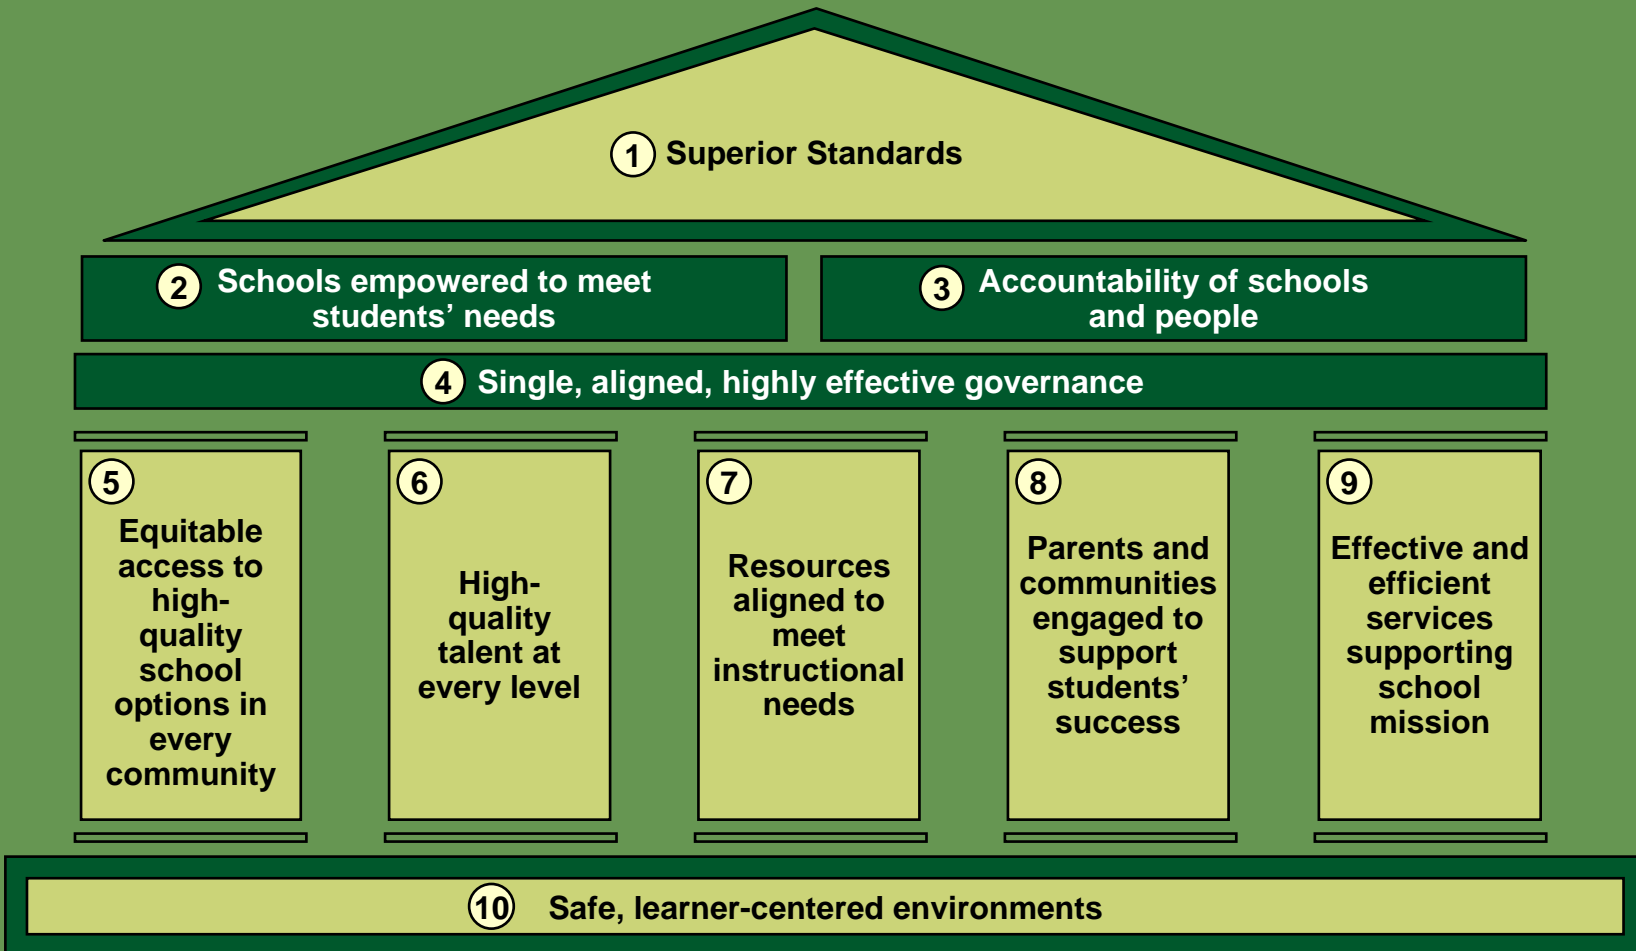 1 Superior Standards
2 Schools empowered to meet
students’ needs
3 Accountability of schools
and people
4 Single, aligned, highly effective governance
5
Equitable
access to
high-
quality
school
options in
every
community
6
High-
quality
talent at
every level
7
Resources
aligned to
meet
instructional
needs
8
Parents and
communities
engaged to
support
students’
success
9
Effective and
efficient
services
supporting
school
mission
10 Safe, learner-centered environments